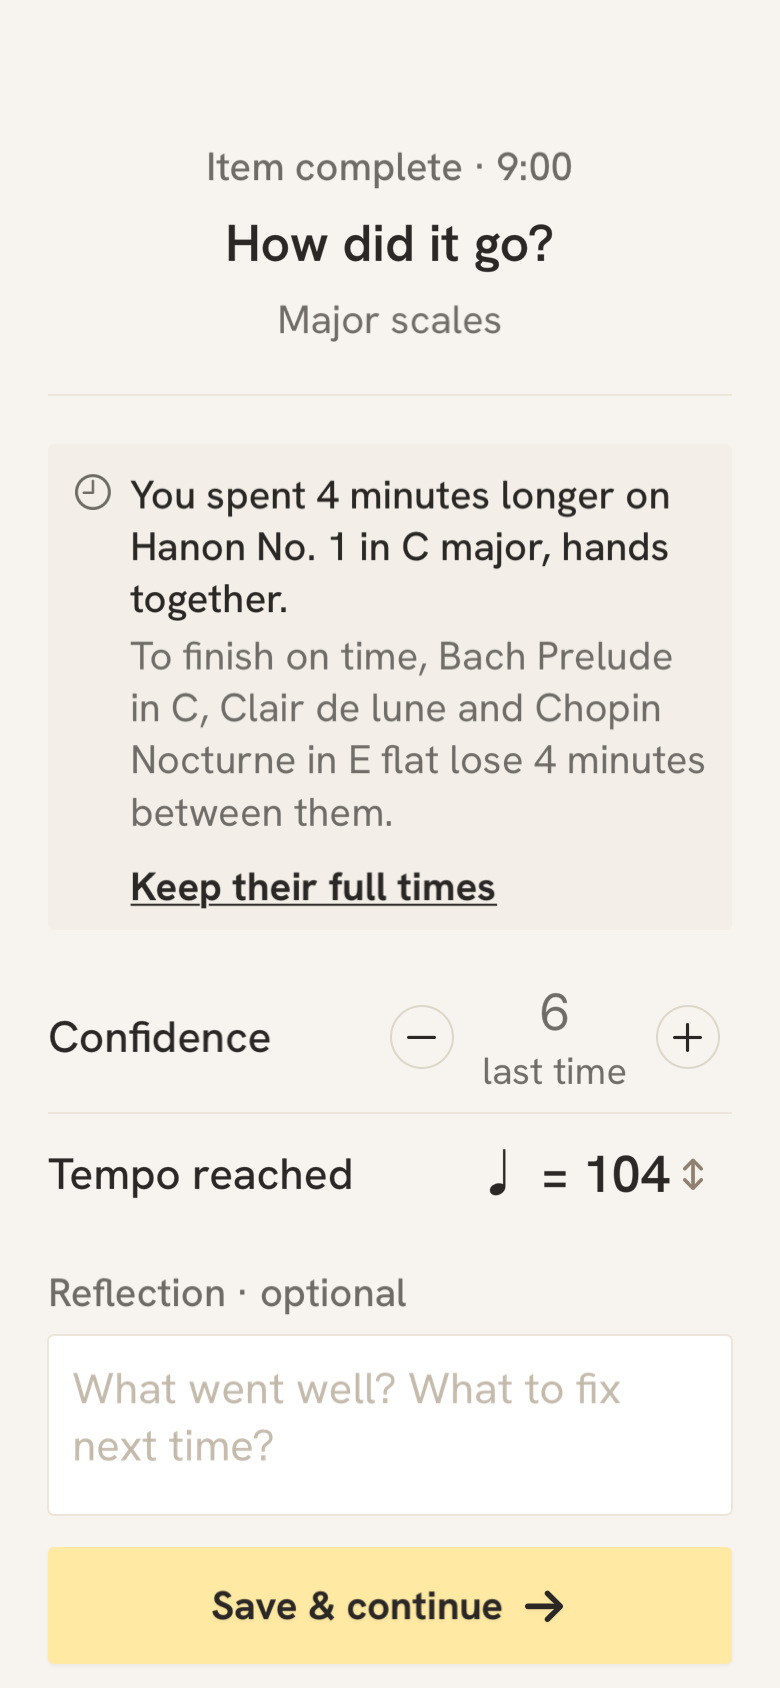 Item complete · 9:00
How did it go?
Major scales
You spent 4 minutes longer on
Hanon No. 1 in C major, hands
together.
To finish on time, Bach Prelude
in C, Clair de lune and Chopin
Nocturne in E flat lose 4 minutes
between them.
Keep their full times
Confidence
6
last time
Tempo reached
♩ = 104
Reflection · optional
What went well? What to fix
next time?
Save & continue →